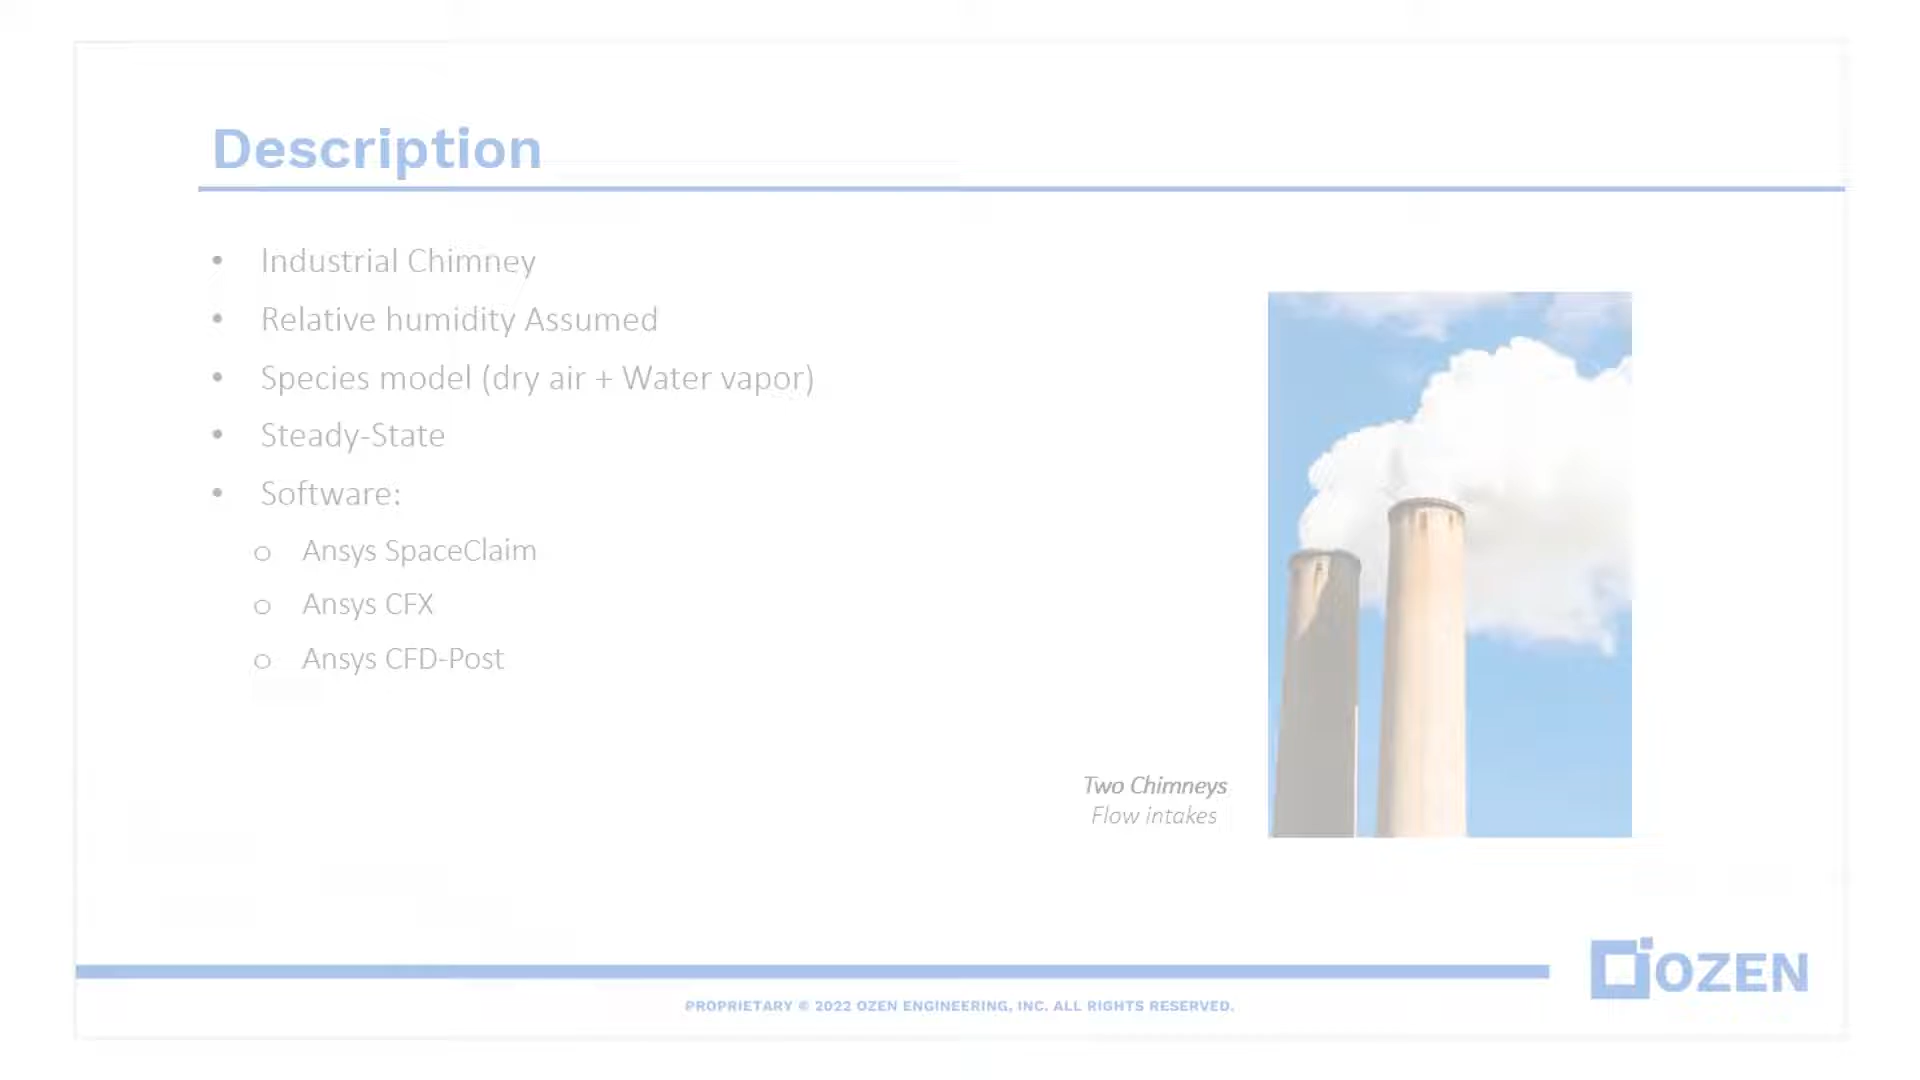 Description
• Industrial Chimney
• Relative humidity Assumed
• Species model (dry air + Water vapor)
• Steady-State
• Software:
o Ansys SpaceClaim
o Ansys CFX
o Ansys CFD-Post
Two Chimneys
Flow intakes
OZEN
PROPRIETARY © 2022 OZEN ENGINEERING, INC. ALL RIGHTS RESERVED.